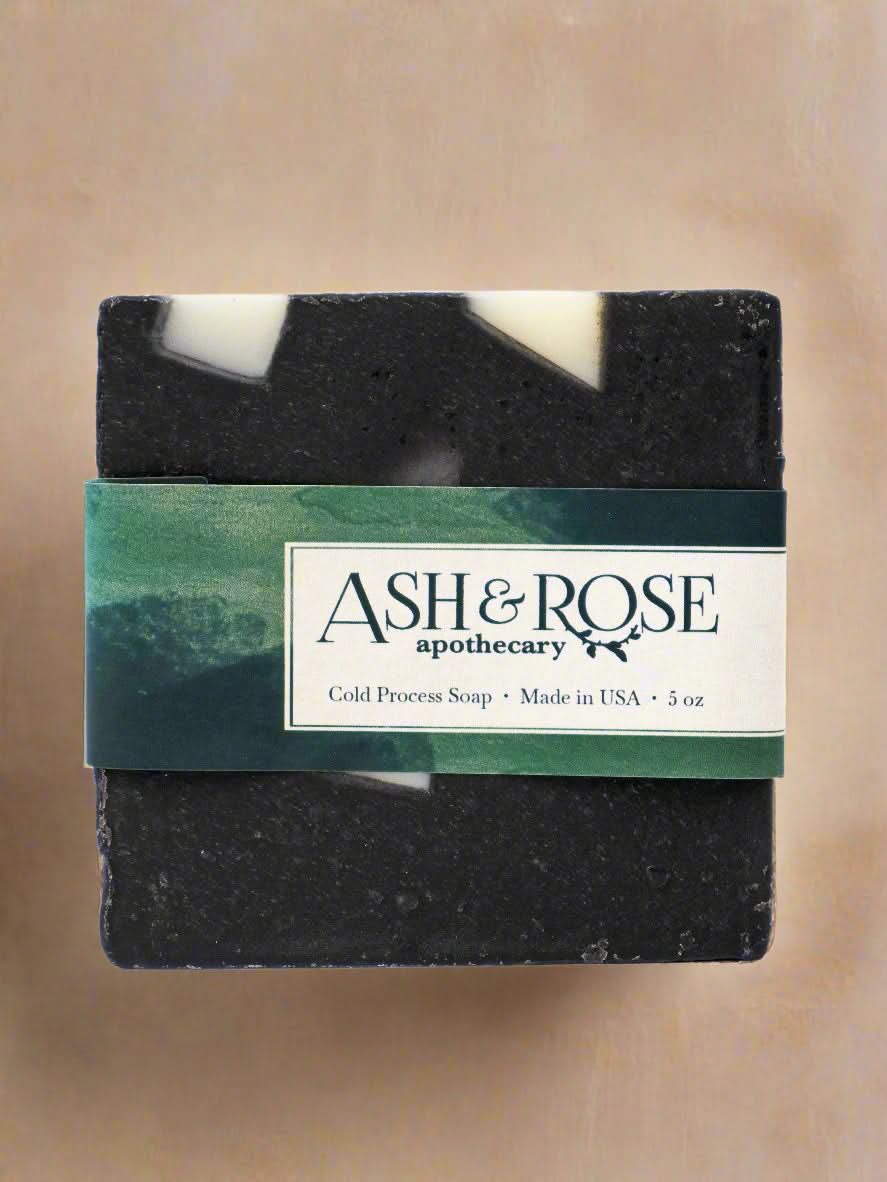 ASH & ROSE
apothecary
Cold Process Soap • Made in USA • 5 oz